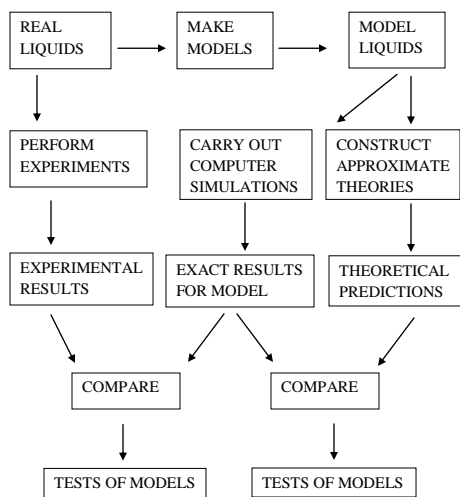 REAL
LIQUIDS
MAKE
MODELS
MODEL
LIQUIDS
PERFORM
EXPERIMENTS
CARRY OUT
COMPUTER
SIMULATIONS
CONSTRUCT
APPROXIMATE
THEORIES
EXPERIMENTAL
RESULTS
EXACT RESULTS
FOR MODEL
THEORETICAL
PREDICTIONS
COMPARE
COMPARE
TESTS OF MODELS
TESTS OF MODELS